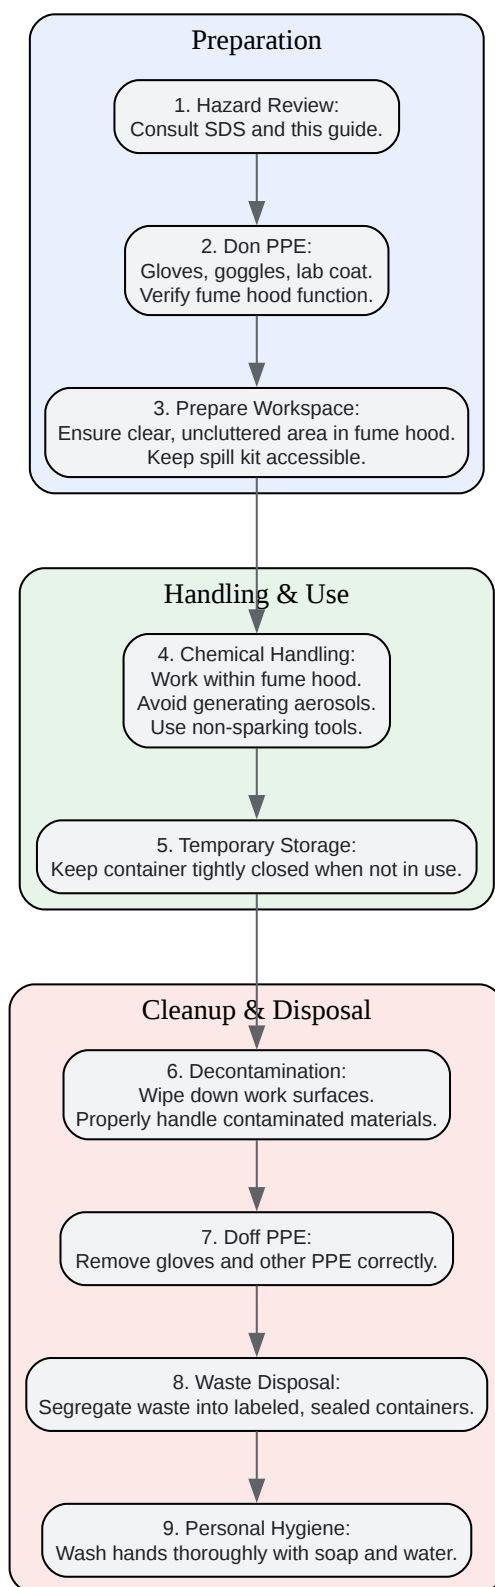 Preparation
1. Hazard Review:
Consult SDS and this guide.
2. Don PPE:
Gloves, goggles, lab coat.
Verify fume hood function.
3. Prepare Workspace:
Ensure clear, uncluttered area in fume hood.
Keep spill kit accessible.
Handling & Use
4. Chemical Handling:
Work within fume hood.
Avoid generating aerosols.
Use non-sparking tools.
5. Temporary Storage:
Keep container tightly closed when not in use.
Cleanup & Disposal
6. Decontamination:
Wipe down work surfaces.
Properly handle contaminated materials.
7. Doff PPE:
Remove gloves and other PPE correctly.
8. Waste Disposal:
Segregate waste into labeled, sealed containers.
9. Personal Hygiene:
Wash hands thoroughly with soap and water.